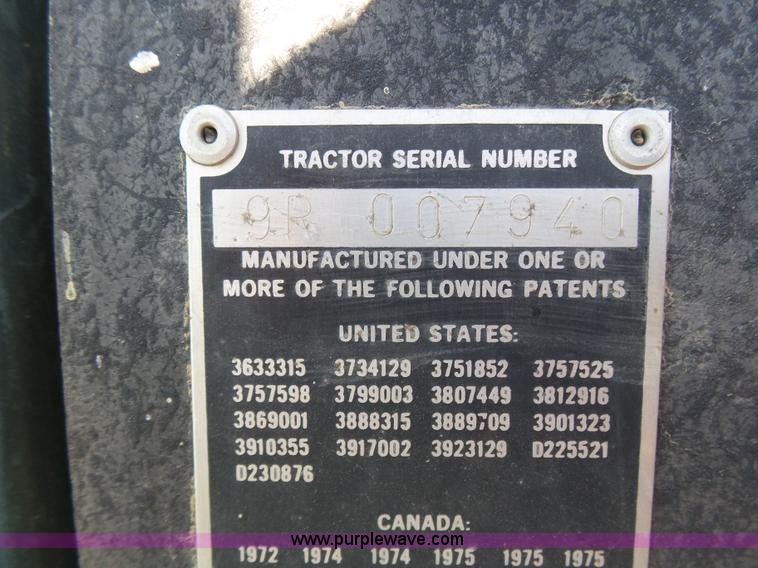 TRACTOR SERIAL NUMBER
9R 007940
MANUFACTURED UNDER ONE OR
MORE OF THE FOLLOWING PATENTS
UNITED STATES:
3633315 3734129 3751852 3757525
3757598 3799003 3807449 3812916
3869001 3888315 3889709 3901323
3910355 3917002 3923129 D225521
D230876
CANADA:
www.purplewave.com
1972 1974 1974 1975 1975 1975